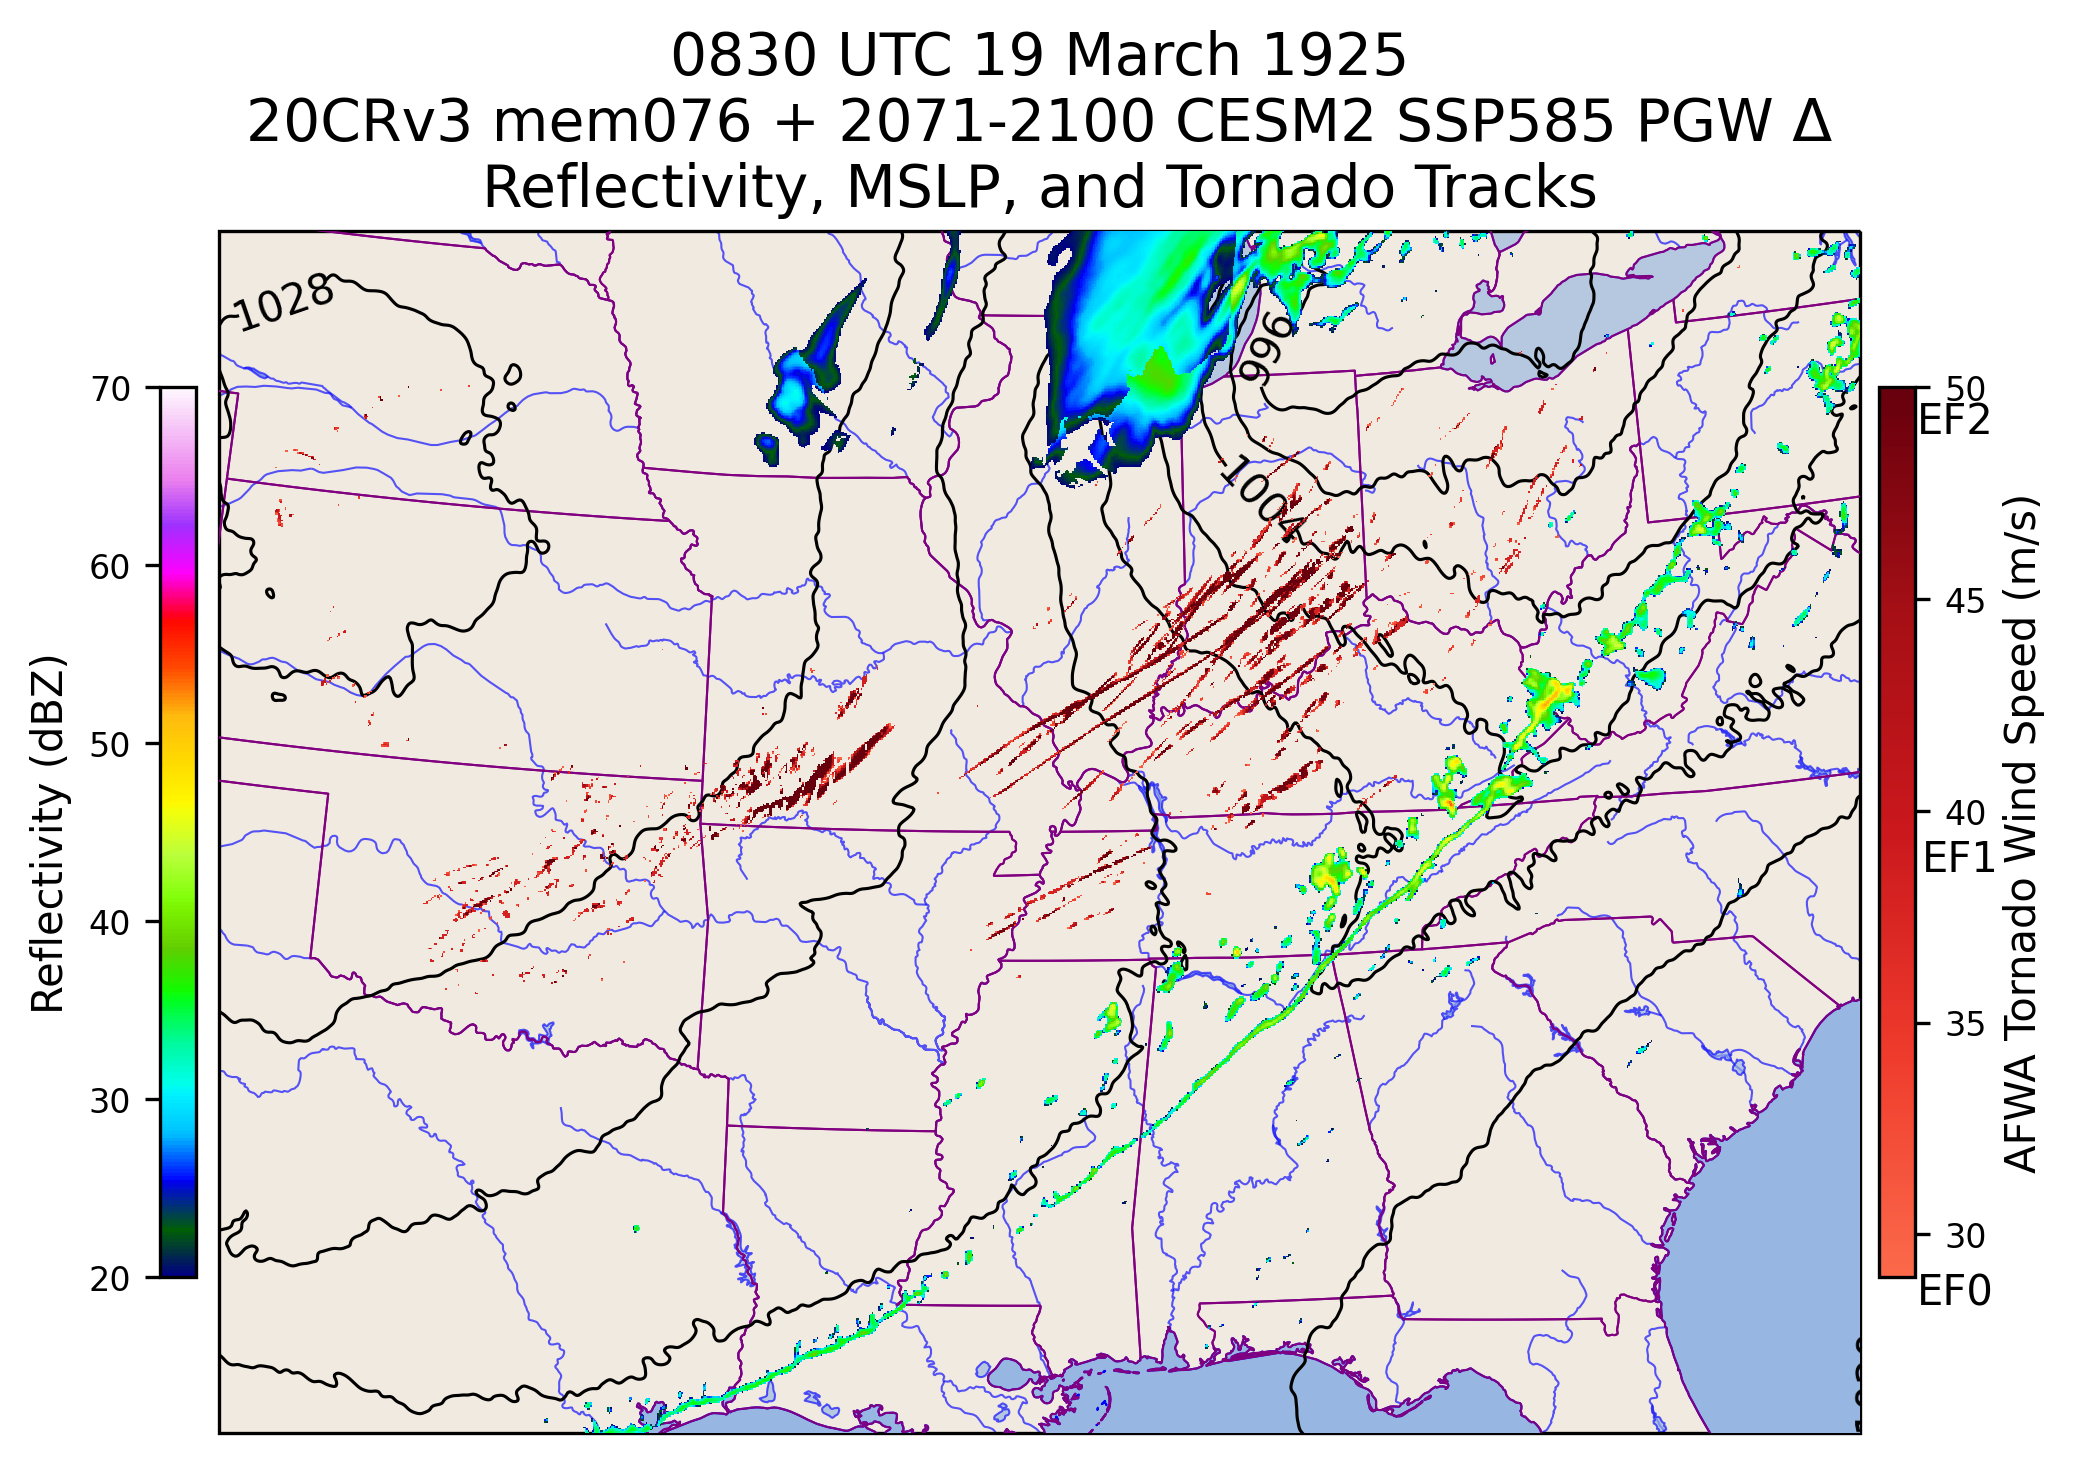 0830 UTC 19 March 1925
20CRv3 mem076 + 2071-2100 CESM2 SSP585 PGW Δ
Reflectivity, MSLP, and Tornado Tracks
1028
996
1004
70
60
50
40
30
20
Reflectivity (dBZ)
50
EF2
45
40
EF1
35
30
EF0
AFWA Tornado Wind Speed (m/s)